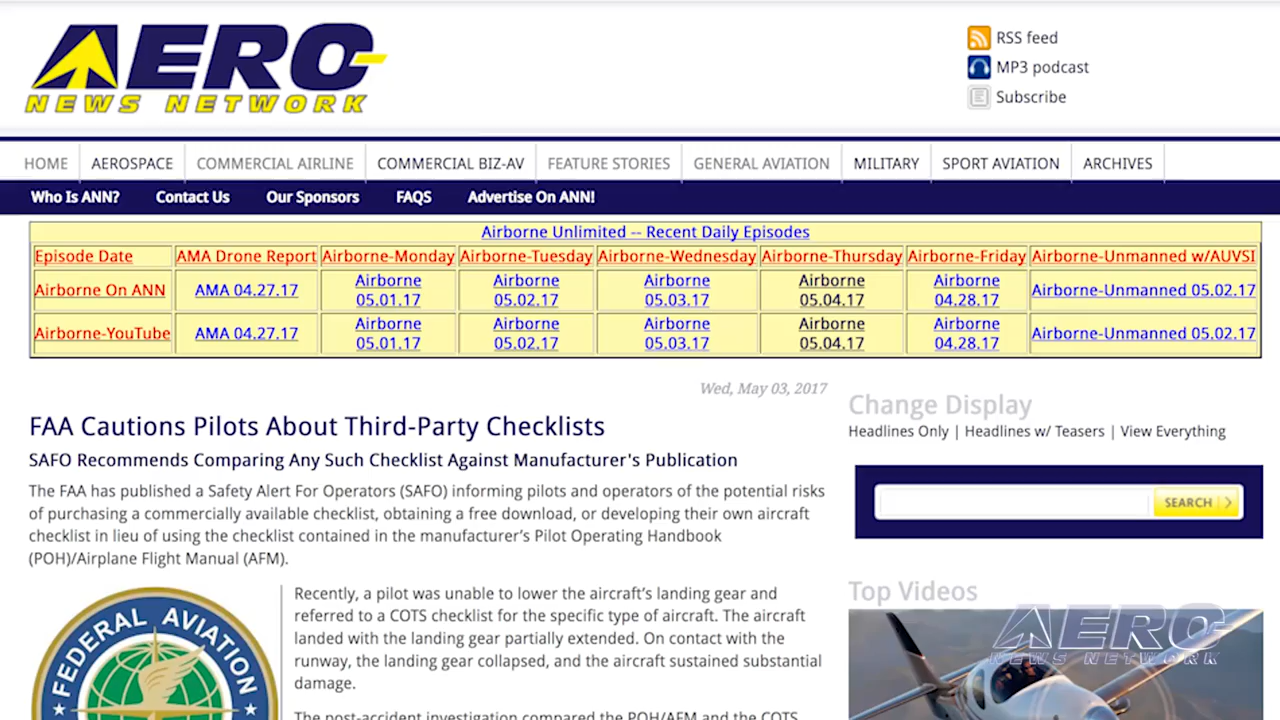 AERO
NEWS NETWORK
RSS feed
MP3 podcast
Subscribe
HOME AEROSPACE COMMERCIAL AIRLINE COMMERCIAL BIZ-AV FEATURE STORIES GENERAL AVIATION MILITARY SPORT AVIATION ARCHIVES
Who Is ANN? Contact Us Our Sponsors FAQS Advertise On ANN!
Airborne Unlimited -- Recent Daily Episodes
Episode Date AMA Drone Report Airborne-Monday Airborne-Tuesday Airborne-Wednesday Airborne-Thursday Airborne-Friday Airborne-Unmanned w/AUVSI
Airborne On ANN AMA 04.27.17 Airborne 05.01.17 Airborne 05.02.17 Airborne 05.03.17 Airborne 05.04.17 Airborne 04.28.17 Airborne-Unmanned 05.02.17
Airborne-YouTube AMA 04.27.17 Airborne 05.01.17 Airborne 05.02.17 Airborne 05.03.17 Airborne 05.04.17 Airborne 04.28.17 Airborne-Unmanned 05.02.17
Wed, May 03, 2017
FAA Cautions Pilots About Third-Party Checklists
SAFO Recommends Comparing Any Such Checklist Against Manufacturer's Publication
The FAA has published a Safety Alert For Operators (SAFO) informing pilots and operators of the potential risks
of purchasing a commercially available checklist, obtaining a free download, or developing their own aircraft
checklist in lieu of using the checklist contained in the manufacturer’s Pilot Operating Handbook
(POH)/Airplane Flight Manual (AFM).
FEDERAL AVIATION
Recently, a pilot was unable to lower the aircraft’s landing gear and
referred to a COTS checklist for the specific type of aircraft. The aircraft
landed with the landing gear partially extended. On contact with the
runway, the landing gear collapsed, and the aircraft sustained substantial
damage.
The post-accident investigation compared the POH/AFM and the COTS
Change Display
Headlines Only | Headlines w/ Teasers | View Everything
SEARCH
Top Videos
AERO
NEWS NETWORK